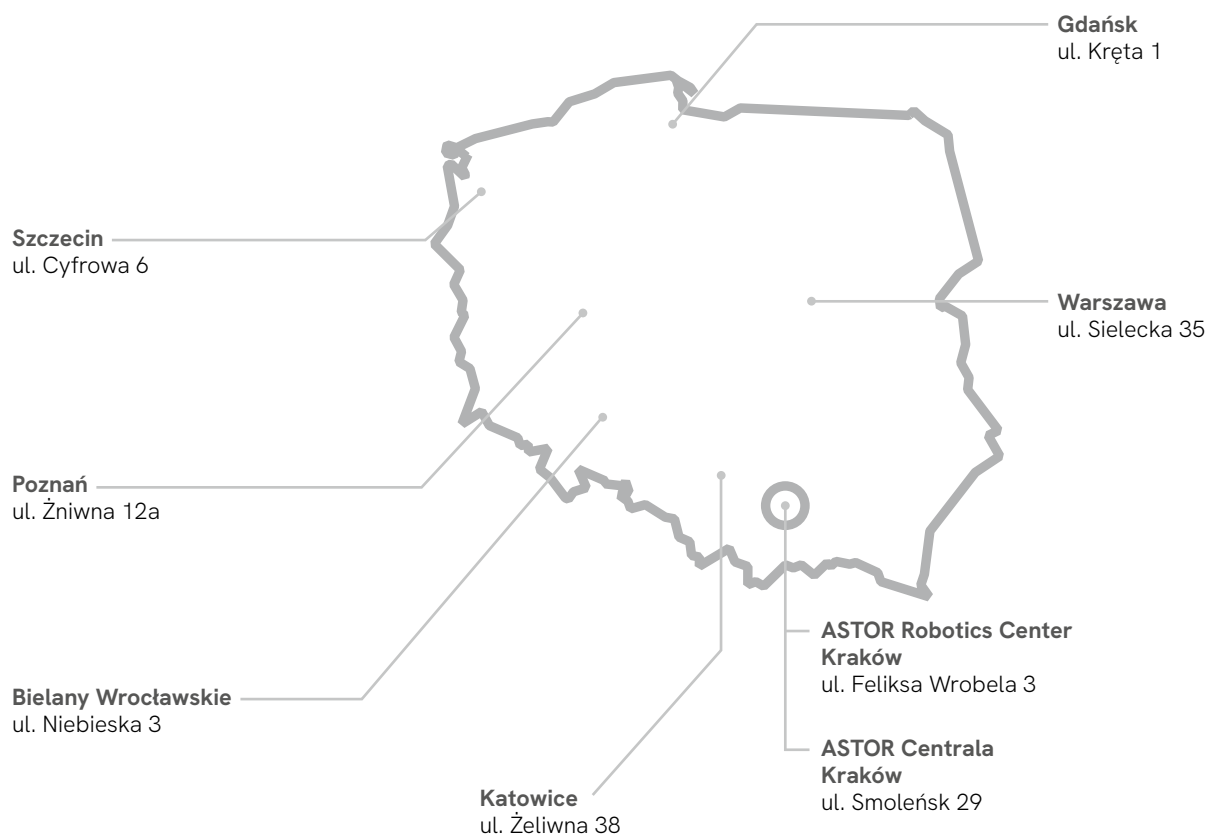 Gdańsk
ul. Kręta 1
Szczecin
ul. Cyfrowa 6
Warszawa
ul. Sielecka 35
Poznań
ul. Żniwna 12a
ASTOR Robotics Center
Kraków
ul. Feliksa Wrobela 3
Bielany Wrocławskie
ul. Niebieska 3
ASTOR Centrala
Kraków
ul. Smoleńsk 29
Katowice
ul. Żeliwna 38